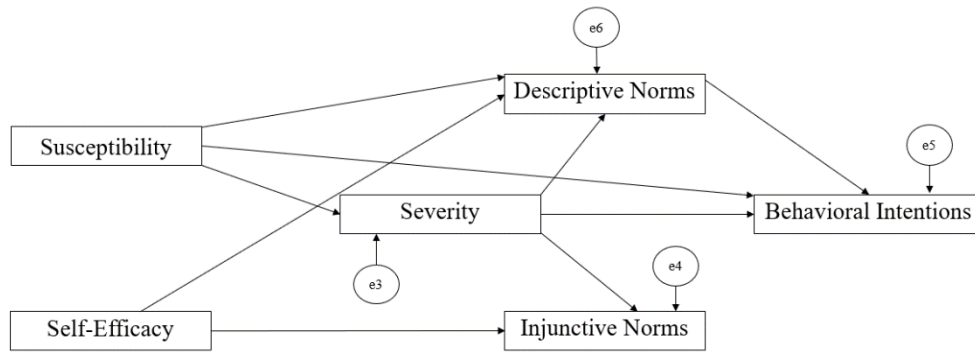 e6
Descriptive Norms
Susceptibility
e5
Severity
Behavioral Intentions
e3
e4
Self-Efficacy
Injunctive Norms